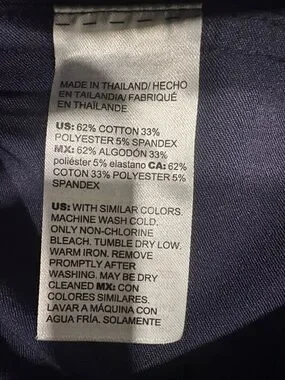 MADE IN THAILAND/ HECHO
EN TAILANDIA/ FABRIQUÉ
EN THAÏLANDE
US: 62% COTTON 33%
POLYESTER 5% SPANDEX
MX: 62% ALGODÓN 33%
poliéster 5% elastano CA: 62%
COTON 33% POLYESTER 5%
SPANDEX
US: WITH SIMILAR COLORS.
MACHINE WASH COLD.
ONLY NON-CHLORINE
BLEACH. TUMBLE DRY LOW.
WARM IRON. REMOVE
PROMPTLY AFTER
WASHING. MAY BE DRY
CLEANED MX: CON
COLORES SIMILARES.
LAVAR A MÁQUINA CON
AGUA FRÍA. SOLAMENTE